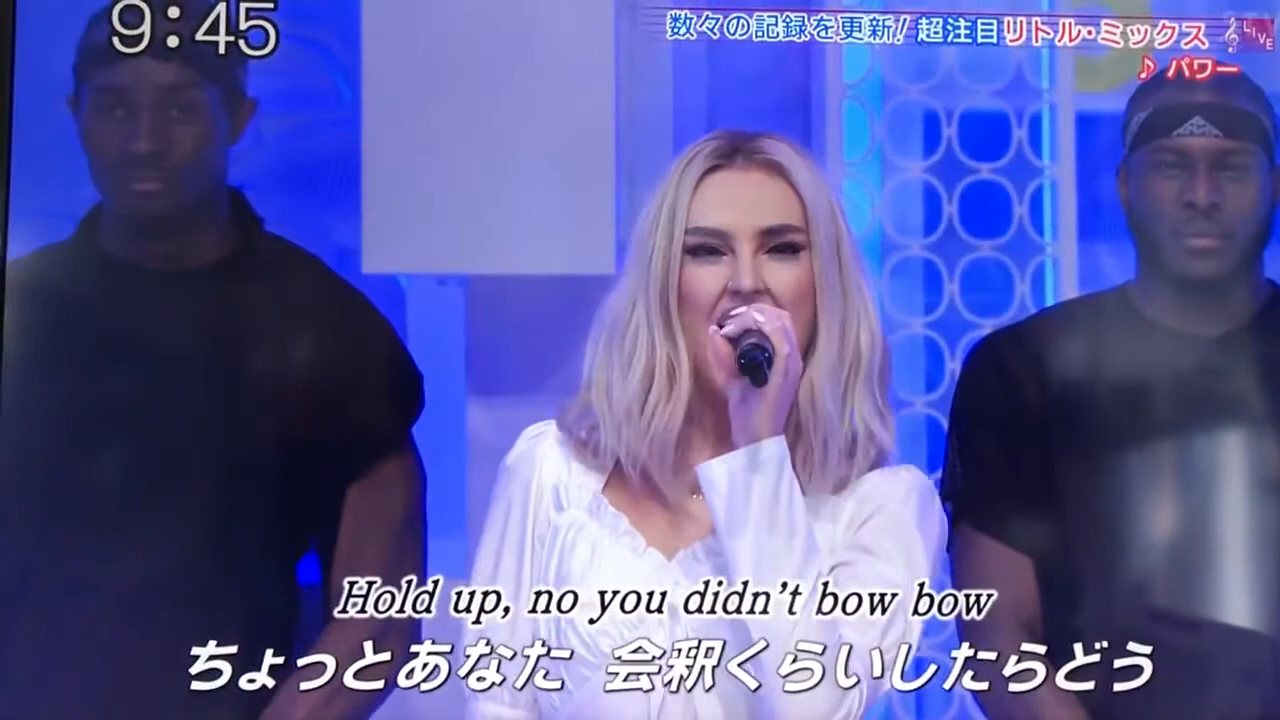 9:45
数々の記録を更新! 超注目リトル・ミックス
LIVE
♪ パワー
Hold up, no you didn't bow bow
ちょっとあなた 会釈くらいしたらどう